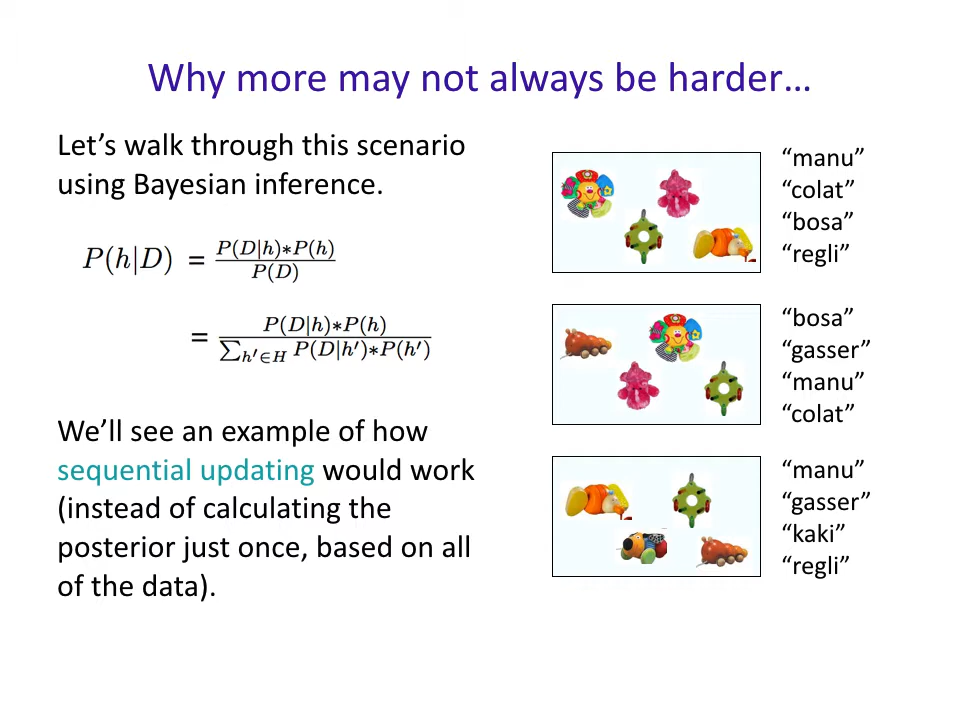 Why more may not always be harder…
Let’s walk through this scenario
using Bayesian inference.
P(h|D) = P(D|h)∗P(h) / P(D)
= P(D|h)∗P(h) / ∑h′∈H P(D|h′)∗P(h′)
We’ll see an example of how
sequential updating would work
(instead of calculating the
posterior just once, based on all
of the data).
“manu”
“colat”
“bosa”
“regli”
“bosa”
“gasser”
“manu”
“colat”
“manu”
“gasser”
“kaki”
“regli”